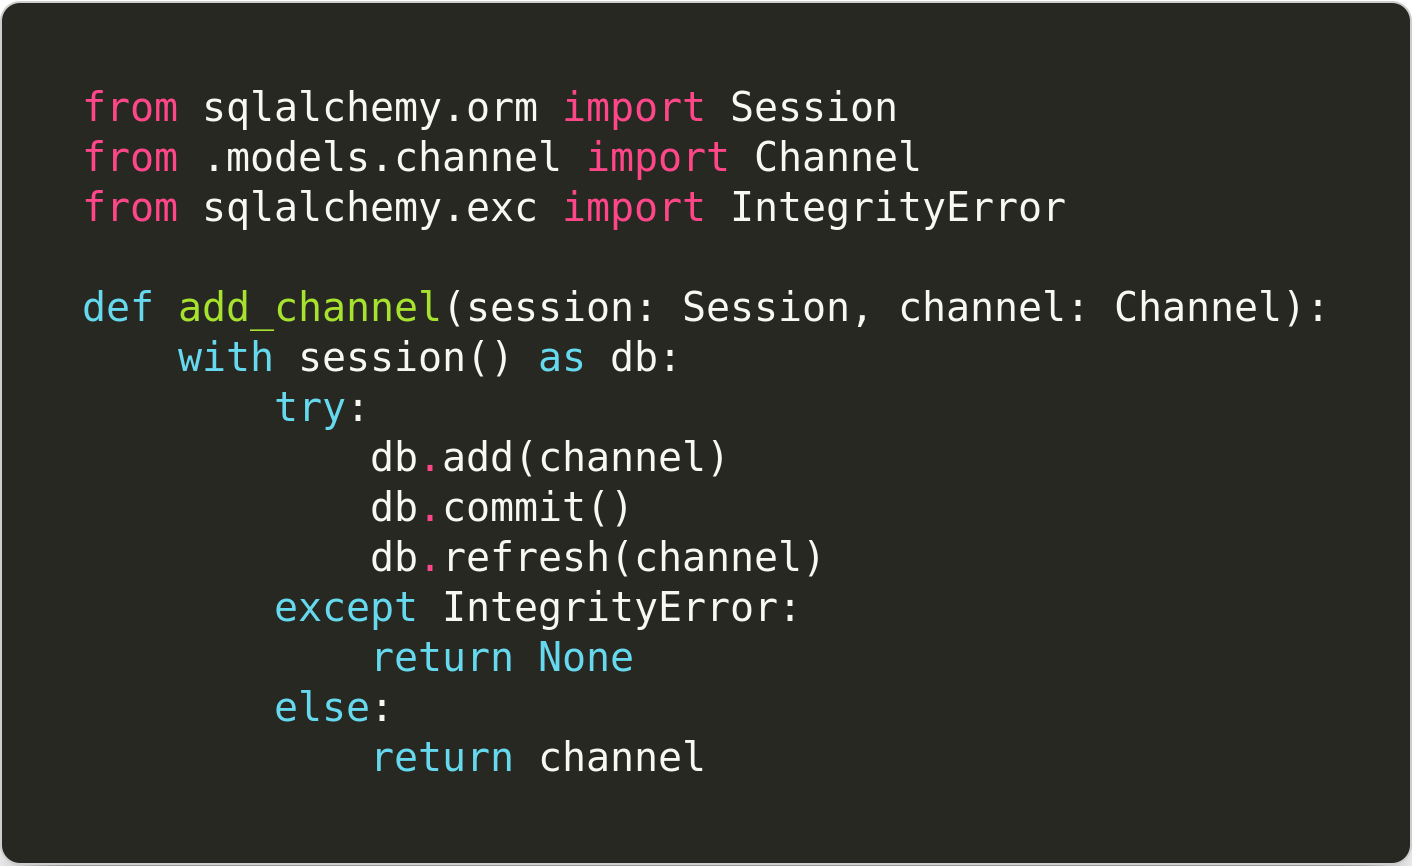 from sqlalchemy.orm import Session
from .models.channel import Channel
from sqlalchemy.exc import IntegrityError

def add_channel(session: Session, channel: Channel):
    with session() as db:
        try:
            db.add(channel)
            db.commit()
            db.refresh(channel)
        except IntegrityError:
            return None
        else:
            return channel